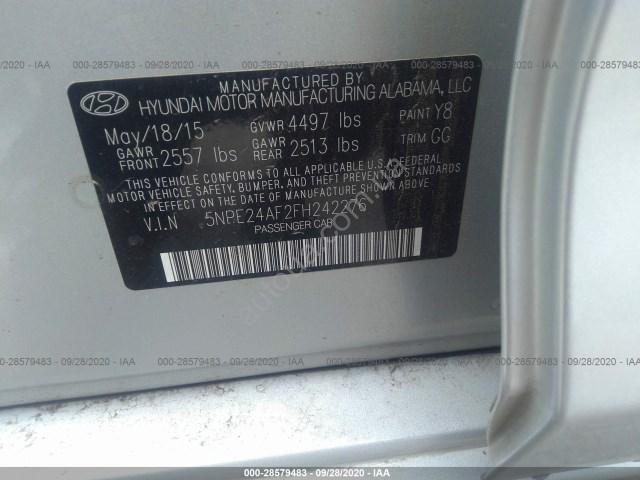 000-28579483 - 09/28/2020 - IAA
MANUFACTURED BY
HYUNDAI MOTOR MANUFACTURING ALABAMA, LLC
May/18/15 GVWR 4497 lbs PAINT Y8
GAWR FRONT 2557 lbs GAWR REAR 2513 lbs TRIM GG
THIS VEHICLE CONFORMS TO ALL APPLICABLE U.S. FEDERAL
MOTOR VEHICLE SAFETY, BUMPER, AND THEFT PREVENTION STANDARDS
IN EFFECT ON THE DATE OF MANUFACTURE SHOWN ABOVE.
V.I.N
PASSENGER CAR
000-28579483 - 09/28/2020 - IAA
000-28579483 - 09/28/2020 - IAA